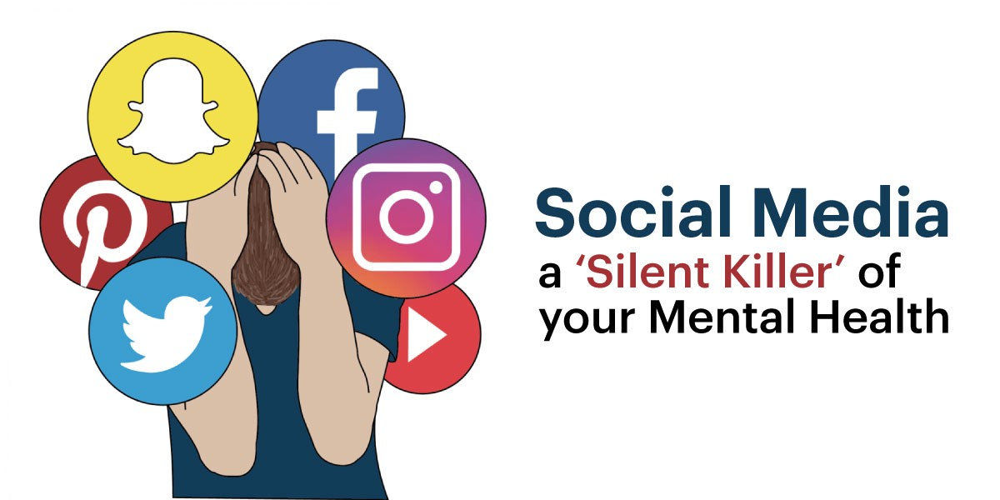 Social Media
a ‘Silent Killer’ of
your Mental Health